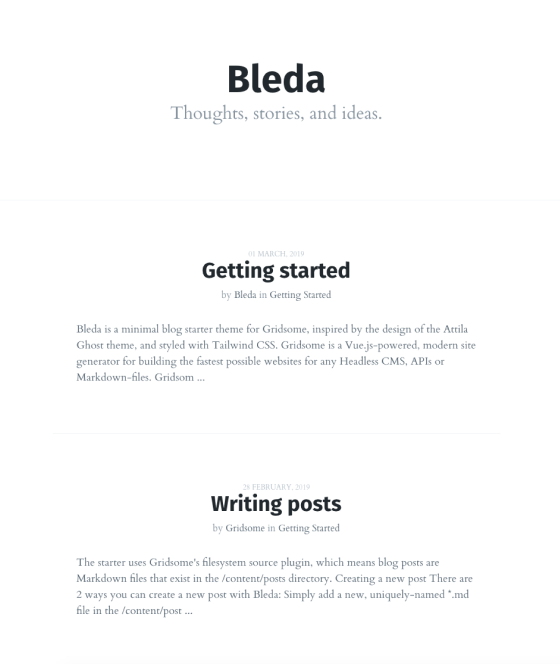 Bleda
Thoughts, stories, and ideas.
01 MARCH, 2019
Getting started
by Bleda in Getting Started
Bleda is a minimal blog starter theme for Gridsome, inspired by the design of the Attila
Ghost theme, and styled with Tailwind CSS. Gridsome is a Vue.js-powered, modern site
generator for building the fastest possible websites for any Headless CMS, APIs or
Markdown-files. Gridsom ...
28 FEBRUARY, 2019
Writing posts
by Gridsome in Getting Started
The starter uses Gridsome's filesystem source plugin, which means blog posts are
Markdown files that exist in the /content/posts directory. Creating a new post There are
2 ways you can create a new post with Bleda: Simply add a new, uniquely-named *.md
file in the /content/post ...